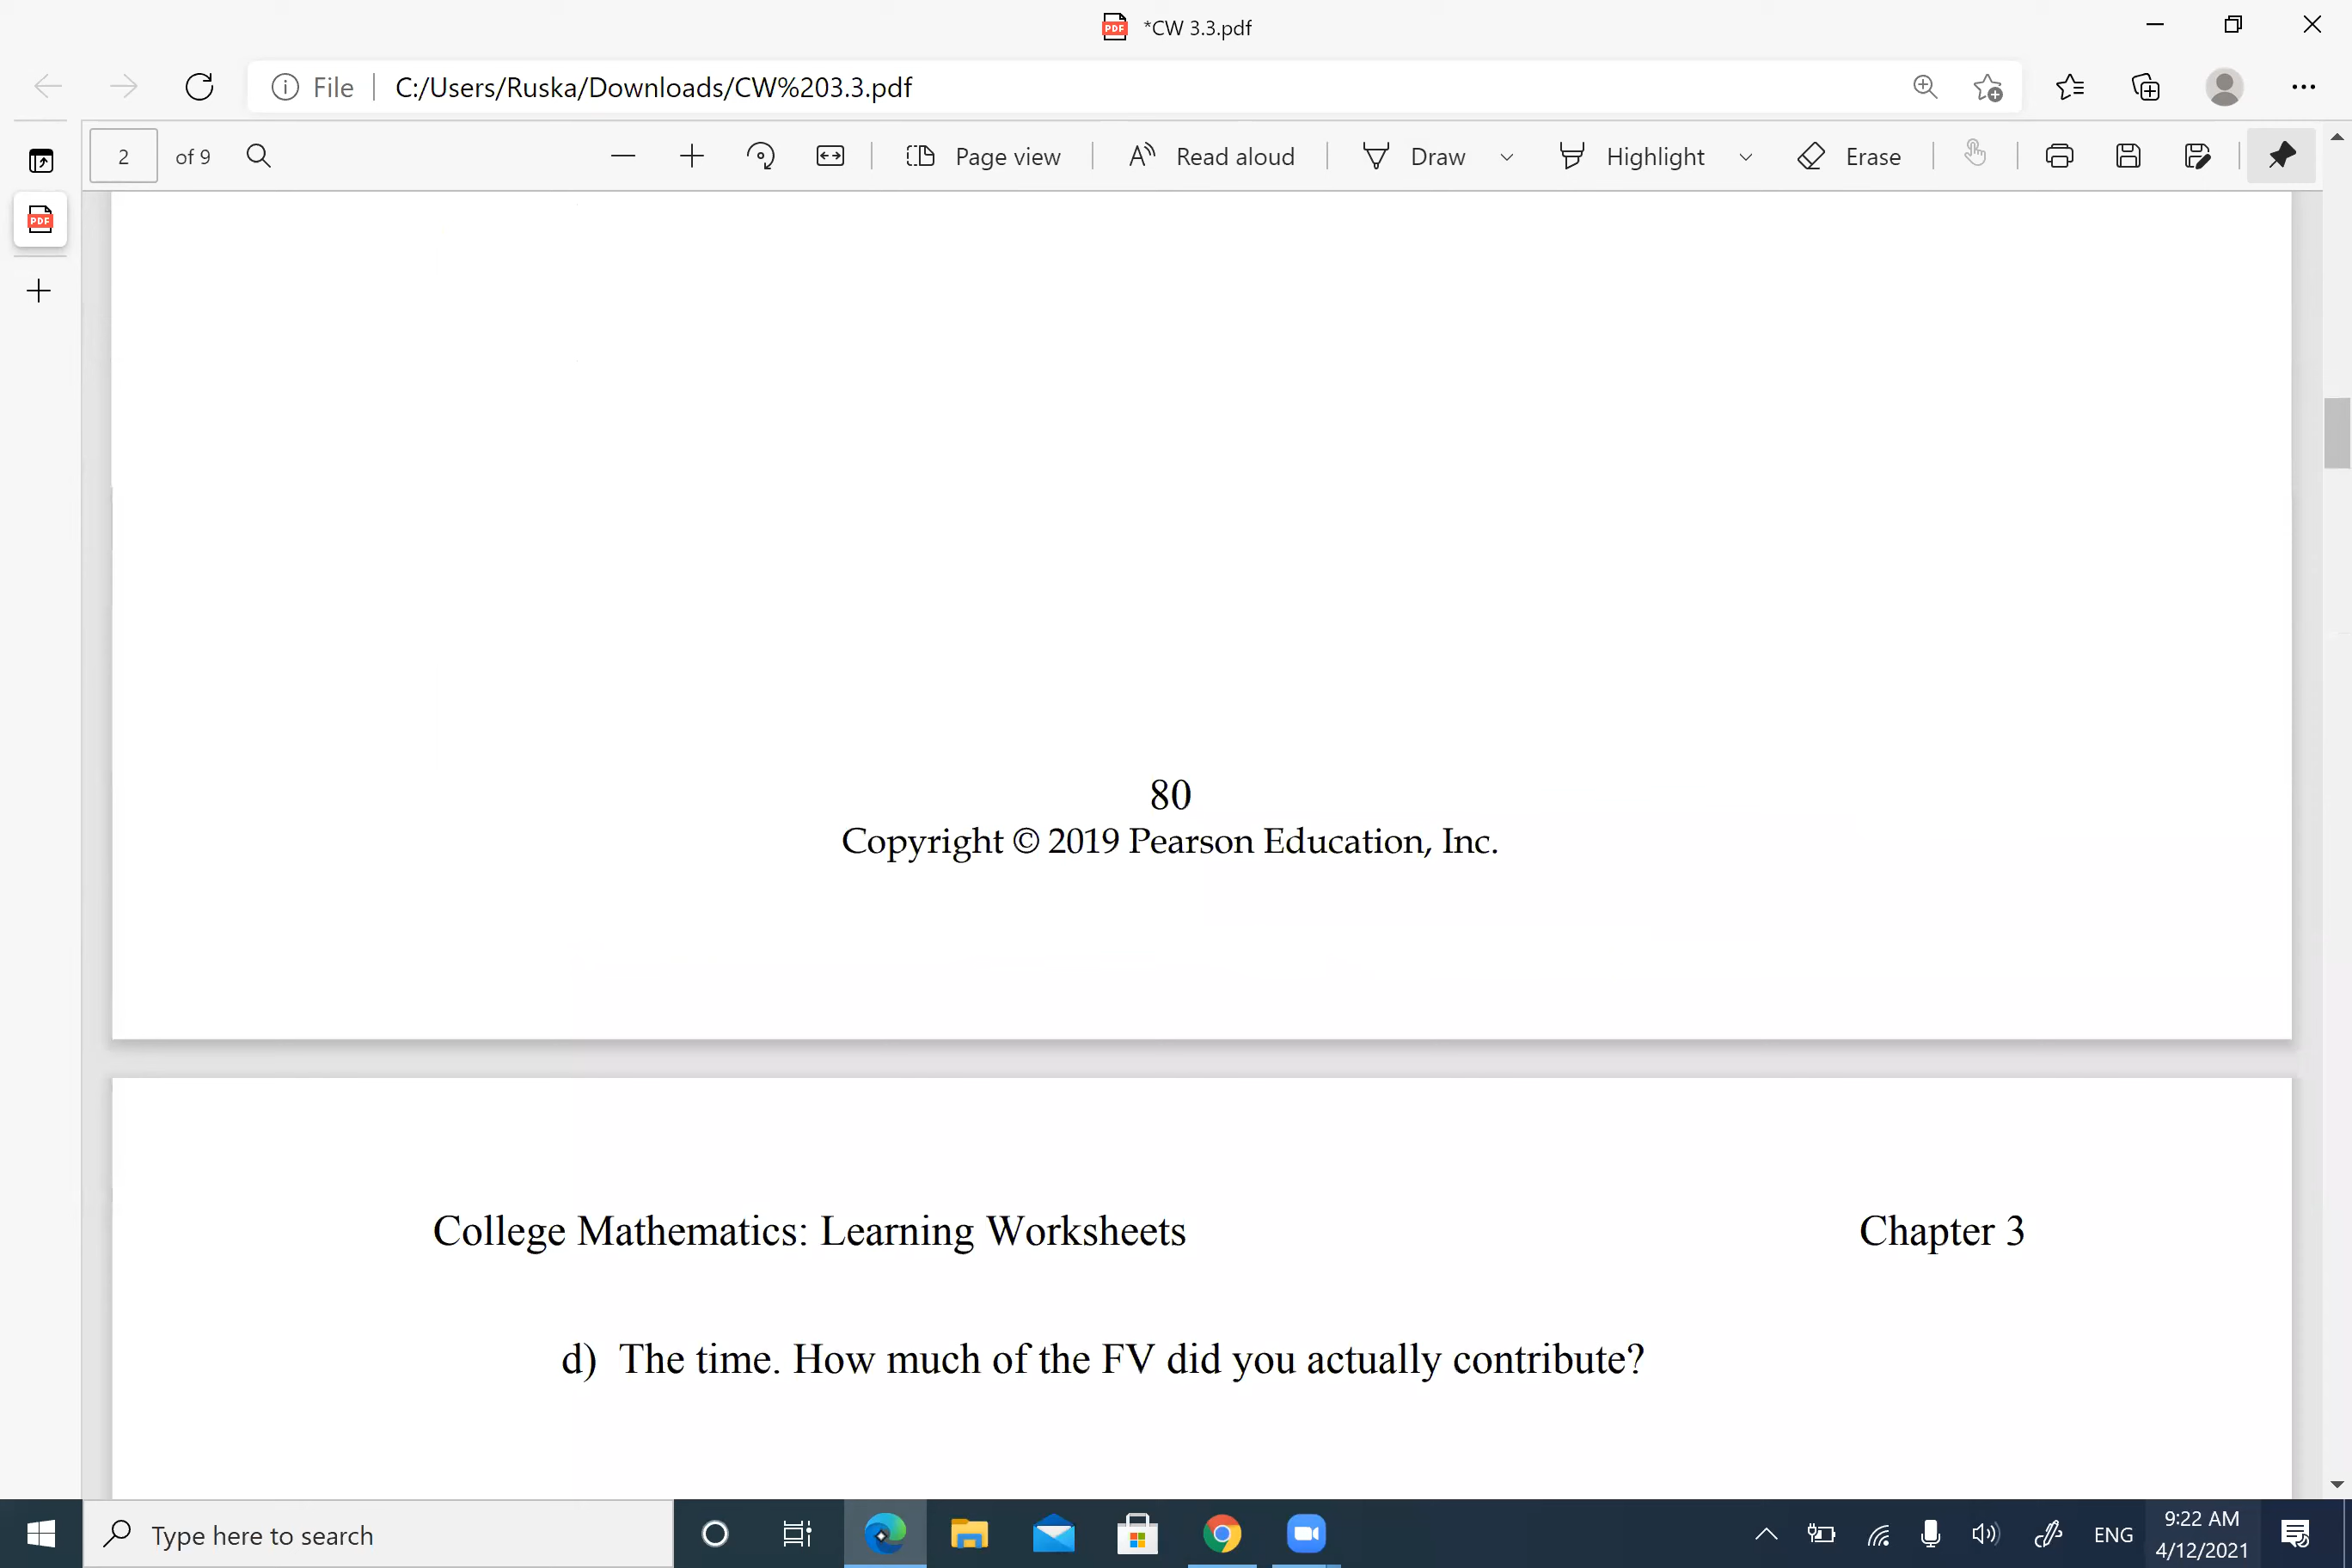 *CW 3.3.pdf
File
C:/Users/Ruska/Downloads/CW%203.3.pdf
2
of 9
Page view
Read aloud
Draw
Highlight
Erase
PDF
80
Copyright © 2019 Pearson Education, Inc.
College Mathematics: Learning Worksheets
Chapter 3
d) The time. How much of the FV did you actually contribute?
Type here to search
ENG
9:22 AM
4/12/2021